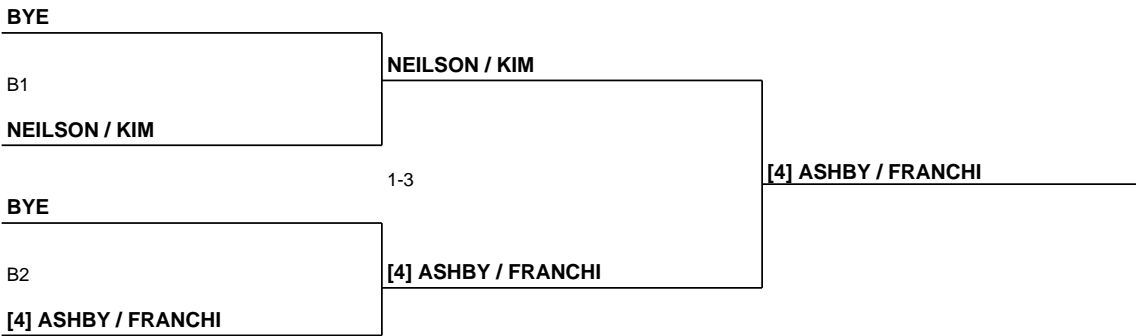 BYE
B1
NEILSON / KIM
NEILSON / KIM
1-3
[4] ASHBY / FRANCHI
BYE
B2
[4] ASHBY / FRANCHI
[4] ASHBY / FRANCHI